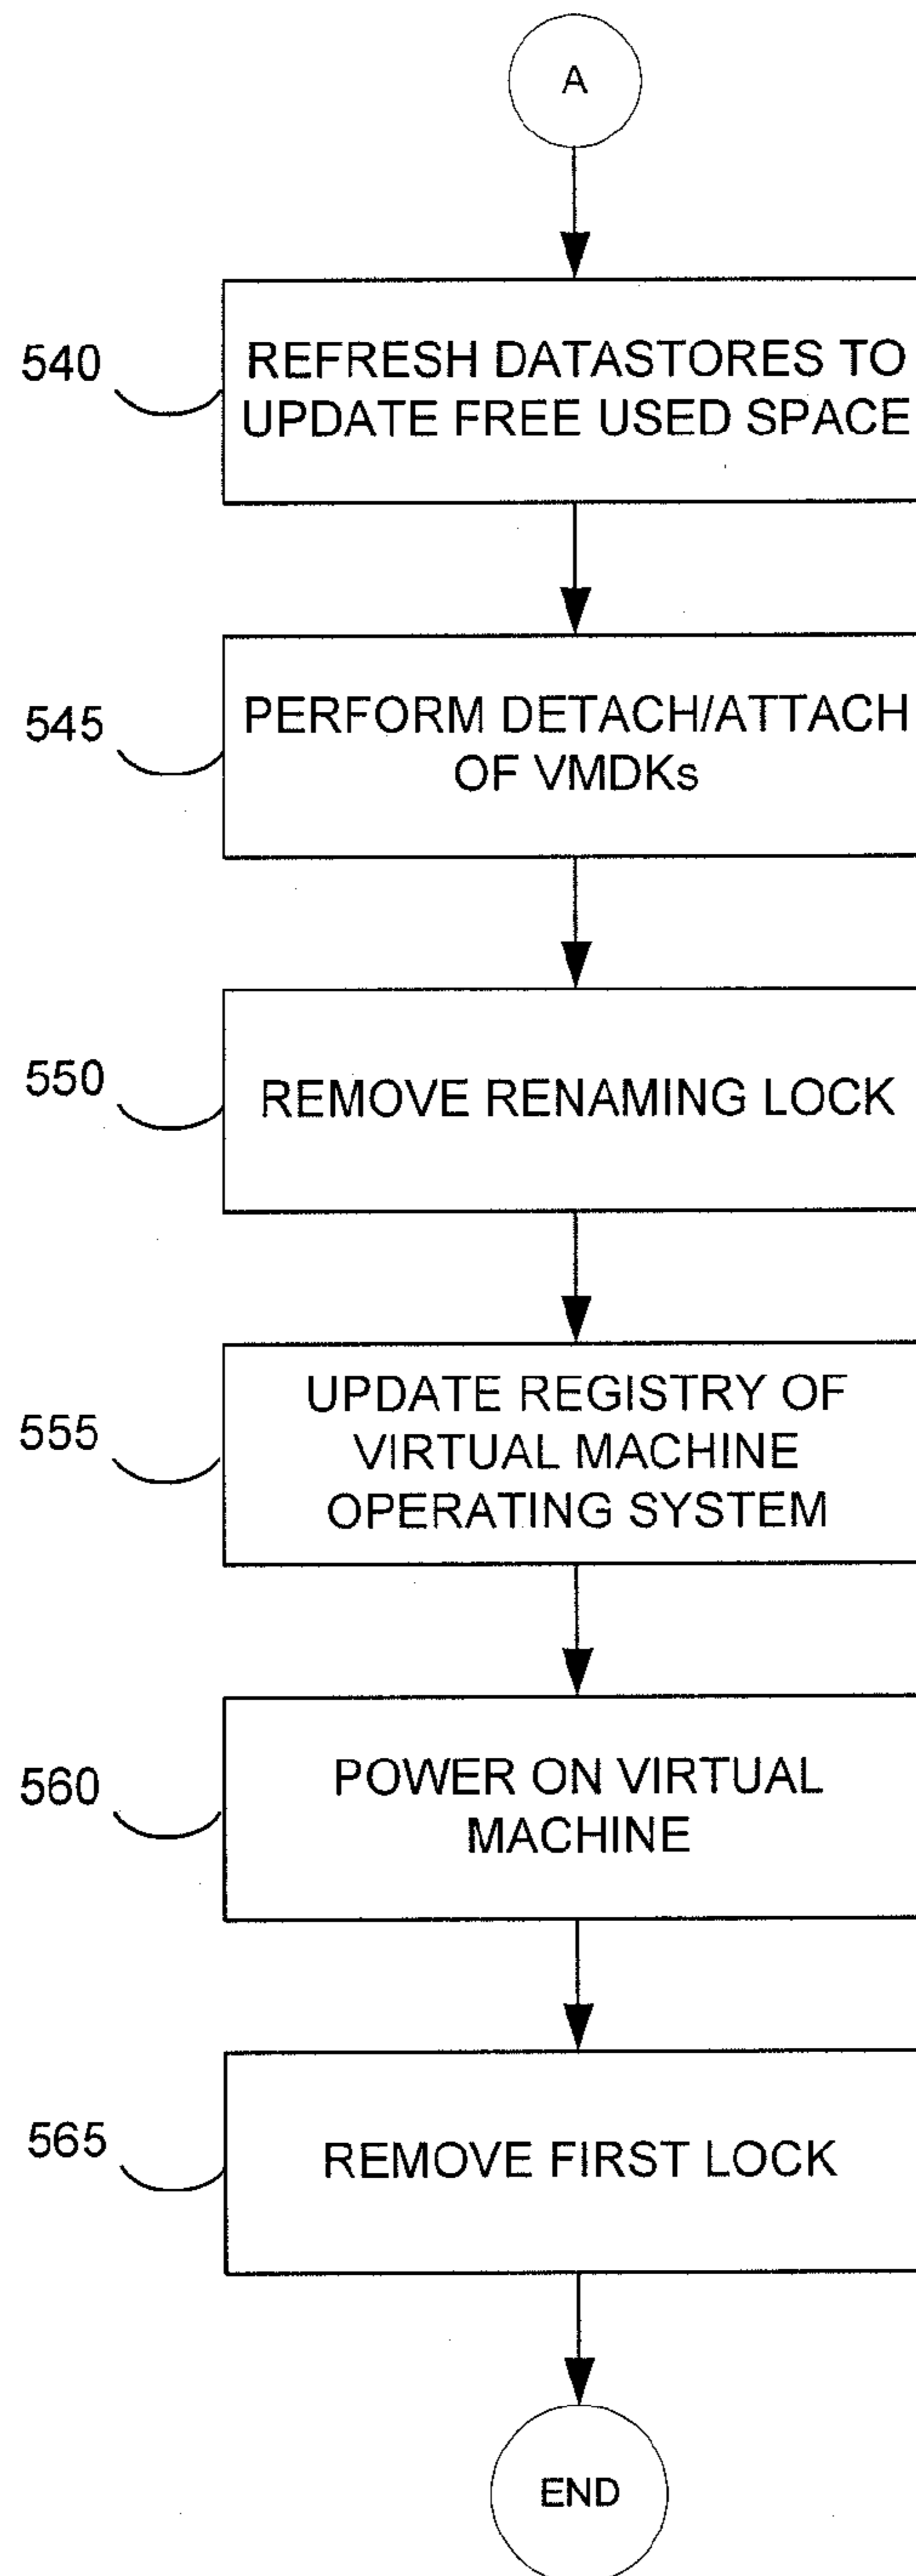 A
540
REFRESH DATASTORES TO
UPDATE FREE USED SPACE
545
PERFORM DETACH/ATTACH
OF VMDKs
550
REMOVE RENAMING LOCK
555
UPDATE REGISTRY OF
VIRTUAL MACHINE
OPERATING SYSTEM
560
POWER ON VIRTUAL
MACHINE
565
REMOVE FIRST LOCK
END